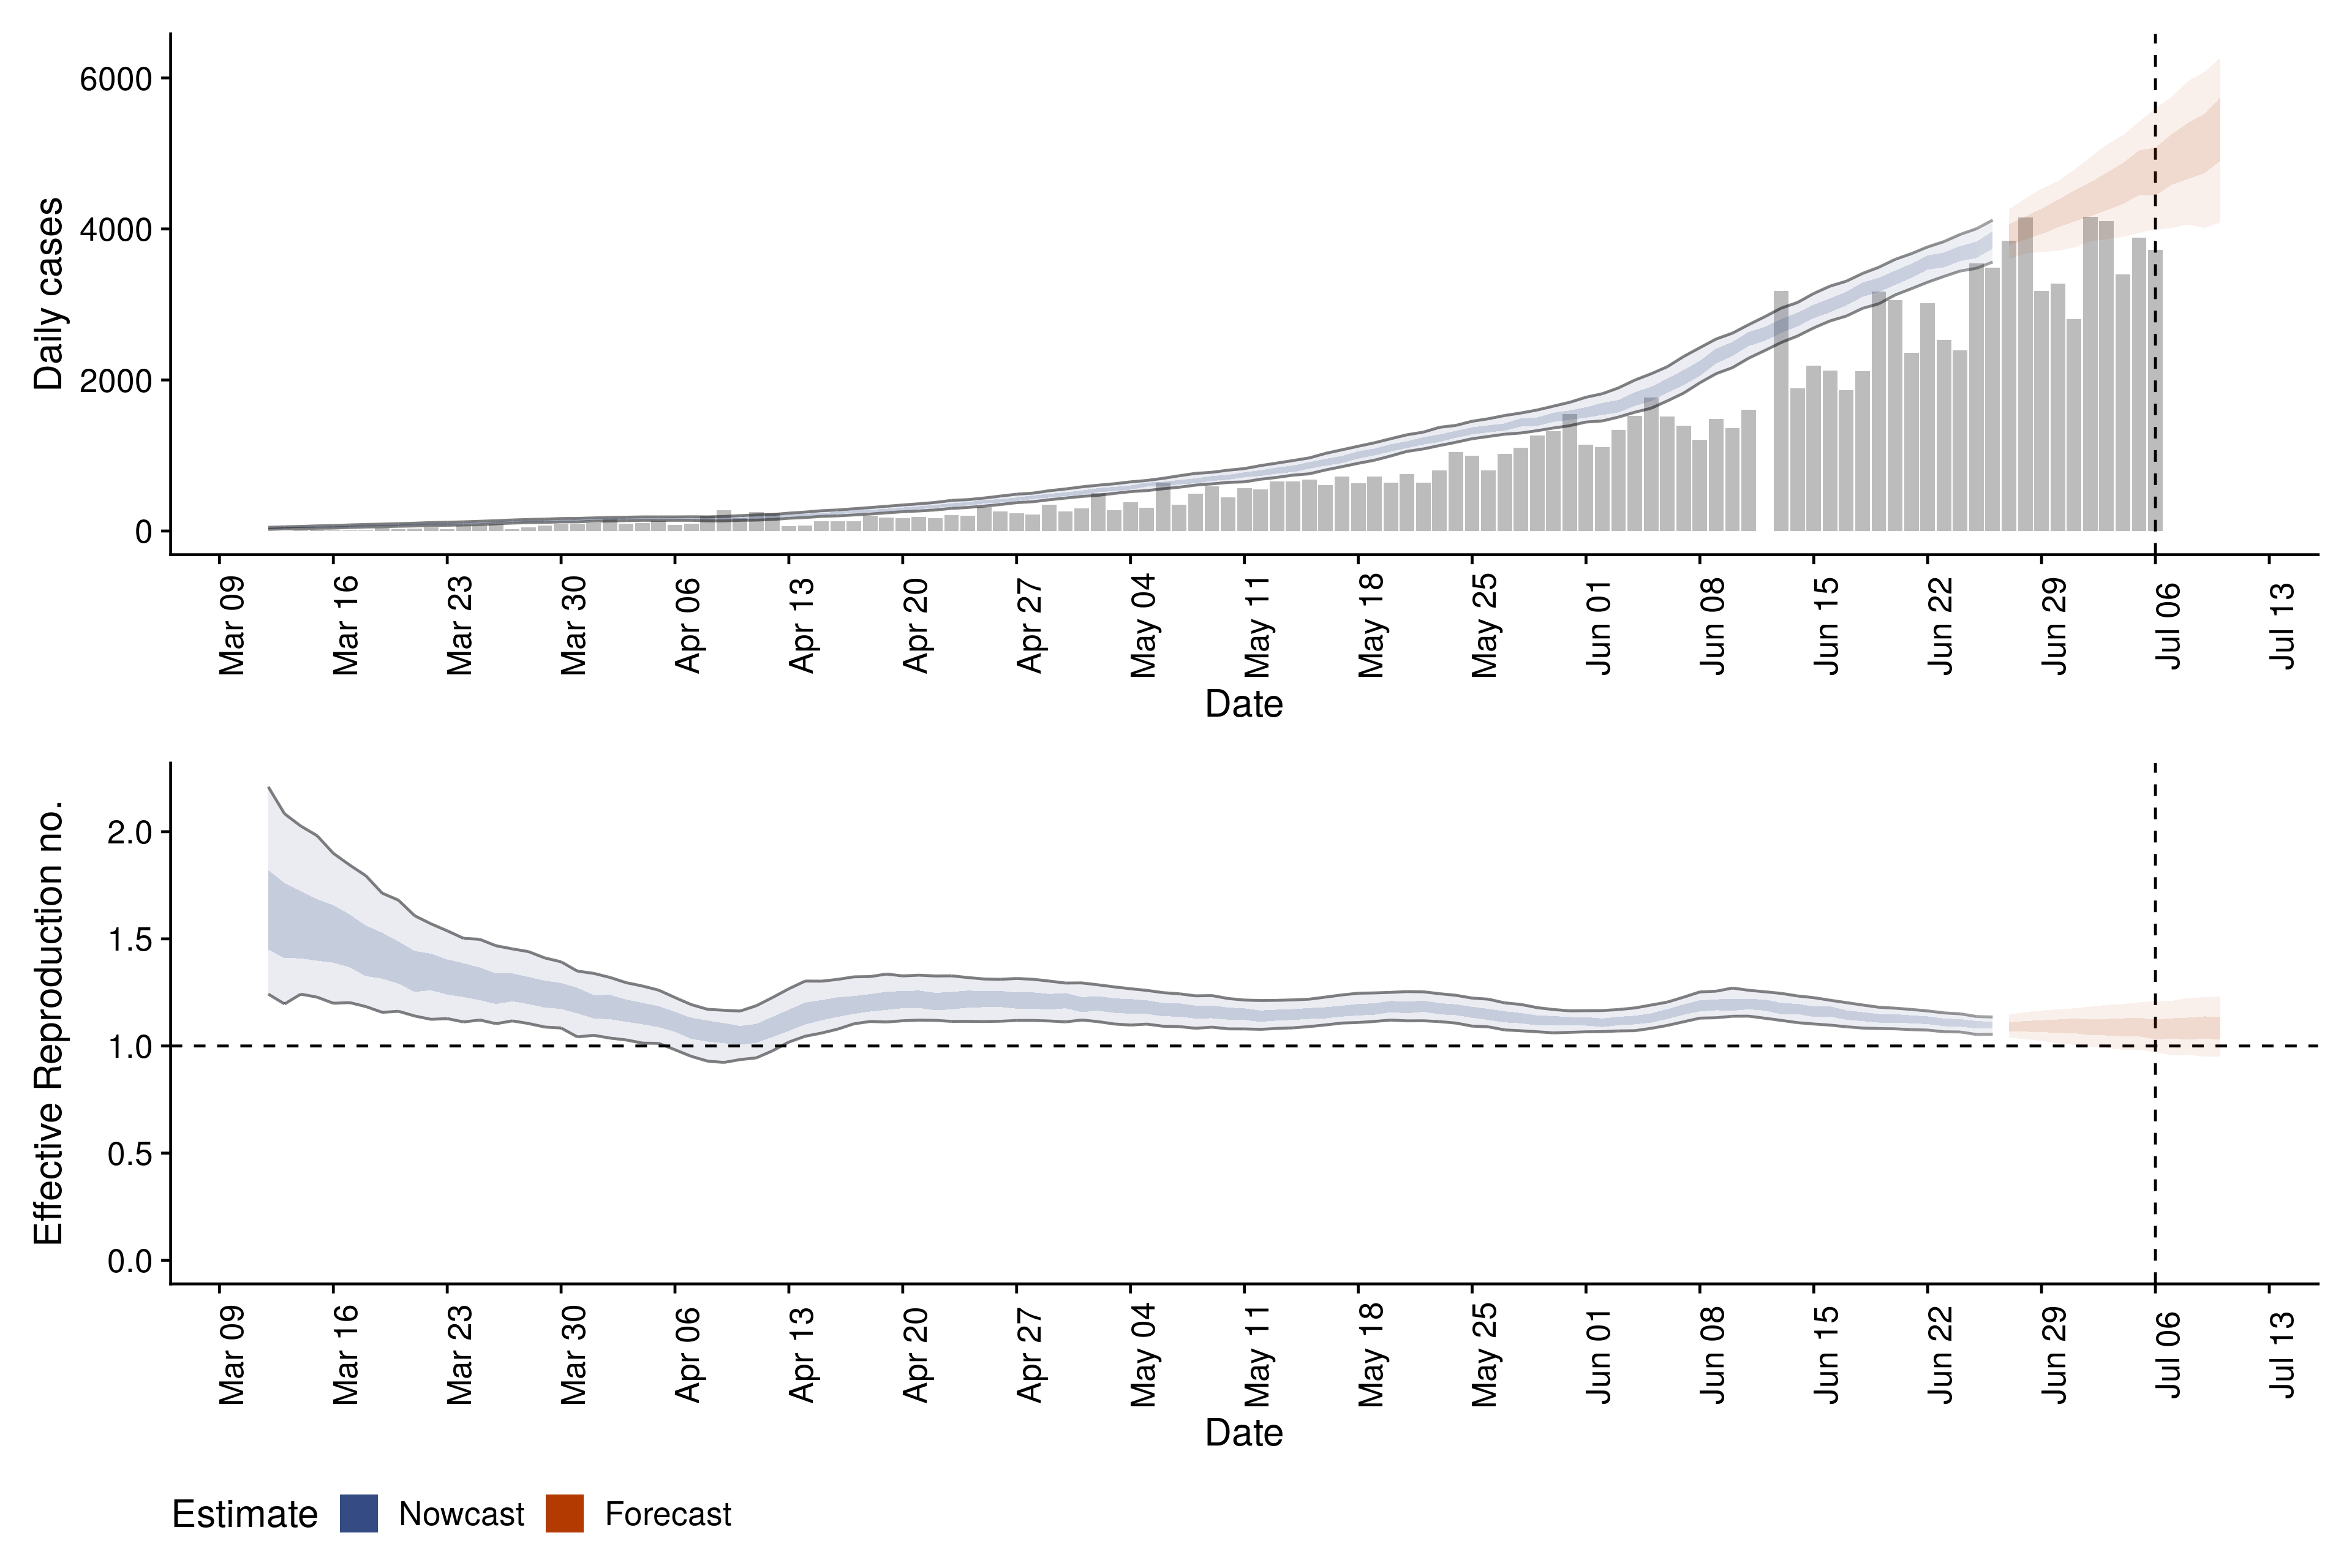 Daily cases
6000
4000
2000
0
Mar 09
Mar 16
Mar 23
Mar 30
Apr 06
Apr 13
Apr 20
Apr 27
May 04
May 11
May 18
May 25
Jun 01
Jun 08
Jun 15
Jun 22
Jun 29
Jul 06
Jul 13
Date
Effective Reproduction no.
2.0
1.5
1.0
0.5
0.0
Mar 09
Mar 16
Mar 23
Mar 30
Apr 06
Apr 13
Apr 20
Apr 27
May 04
May 11
May 18
May 25
Jun 01
Jun 08
Jun 15
Jun 22
Jun 29
Jul 06
Jul 13
Date
Estimate Nowcast Forecast